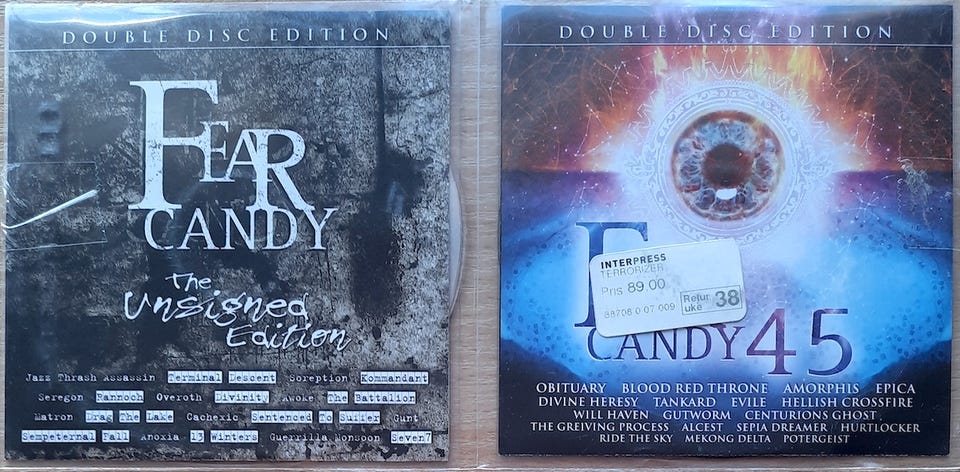 DOUBLE DISC EDITION
FEAR
CANDY
The
Unsigned
Edition
Jazz Thrash Assassin Terminal Descent Soreption Kommandant
Seregon Rannoch Overoth Divinity Awoke The Battalion
Matron Drag The Lake Cachexic Sentenced To Suffer Gunt
Sempeternal Fall Anoxia 13 Winters Guerrilla Monsoon Seven7
DOUBLE DISC EDITION
F
INTERPRESS
TERRORIZER
Pris 89.00
Retur
uke 38
88708 0 07 009
CANDY 45
OBITUARY BLOOD RED THRONE AMORPHIS EPICA
DIVINE HERESY TANKARD EVILE HELLISH CROSSFIRE
WILL HAVEN GUTWORM CENTURIONS GHOST
THE GREIVING PROCESS ALCEST SEPIA DREAMER HURTLOCKER
RIDE THE SKY MEKONG DELTA POTERGEIST